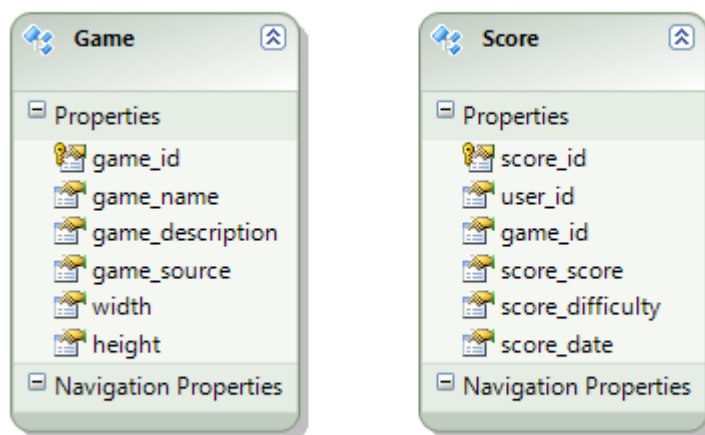 Game
Properties
game_id
game_name
game_description
game_source
width
height
Navigation Properties
Score
Properties
score_id
user_id
game_id
score_score
score_difficulty
score_date
Navigation Properties